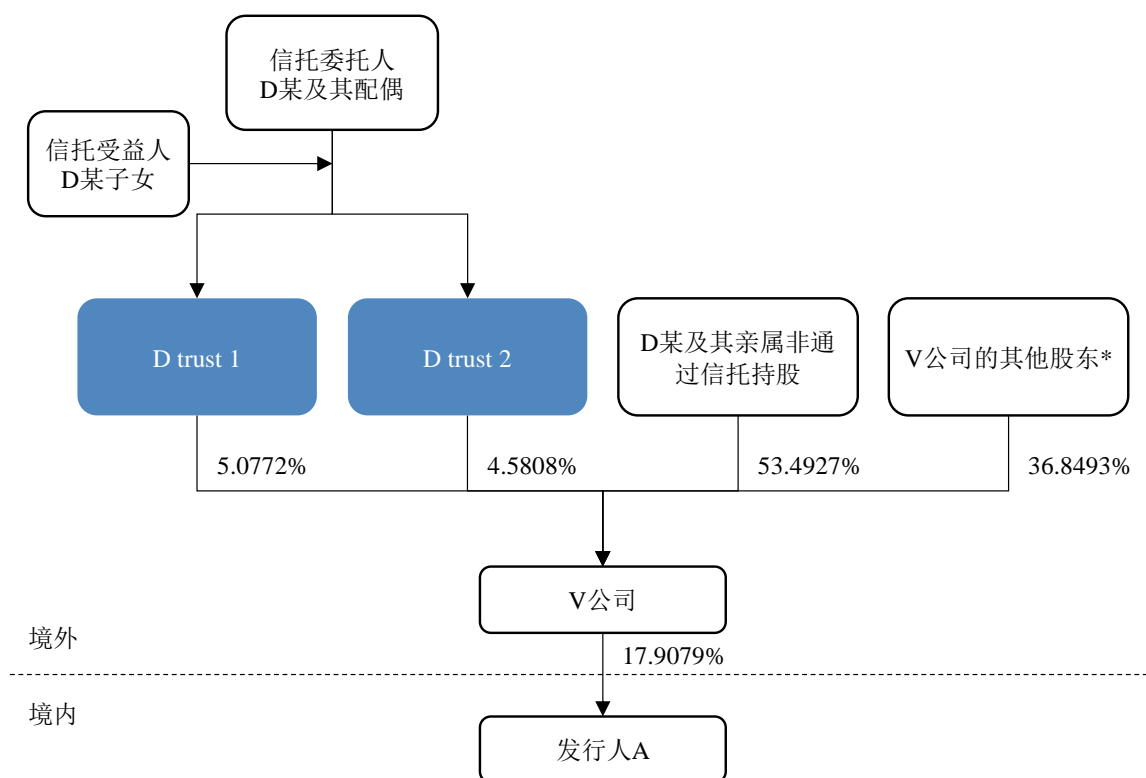 信托委托人
D某及其配偶
信托受益人
D某子女
D trust 1
D trust 2
D某及其亲属非通
过信托持股
V公司的其他股东*
5.0772%
4.5808%
53.4927%
36.8493%
V公司
境外
17.9079%
境内
发行人A